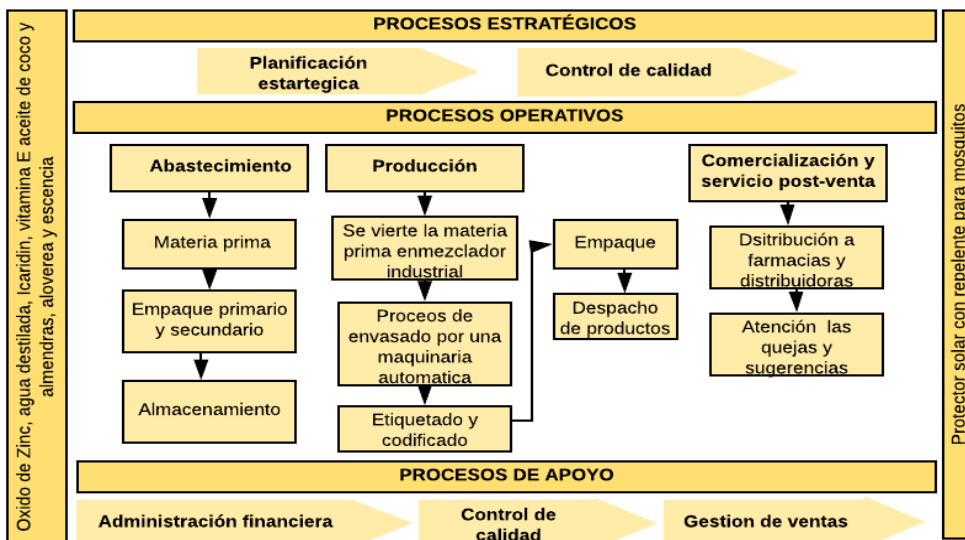 Oxido de Zinc, agua destilada, Icaridin, vitamina E aceite de coco y
almendras, aloverea y escencia
PROCESOS ESTRATÉGICOS
Planificación
estartegica
Control de calidad
PROCESOS OPERATIVOS
Abastecimiento
Materia prima
Empaque primario
y secundario
Almacenamiento
Producción
Se vierte la materia
prima enmezclador
industrial
Proceos de
envasado por una
maquinaria
automatica
Etiquetado y
codificado
Empaque
Despacho
de productos
Comercialización y
servicio post-venta
Dsitribución a
farmacias y
distribuidoras
Atención las
quejas y
sugerencias
PROCESOS DE APOYO
Administración financiera
Control de
calidad
Gestion de ventas
Protector solar con repelente para mosquitos